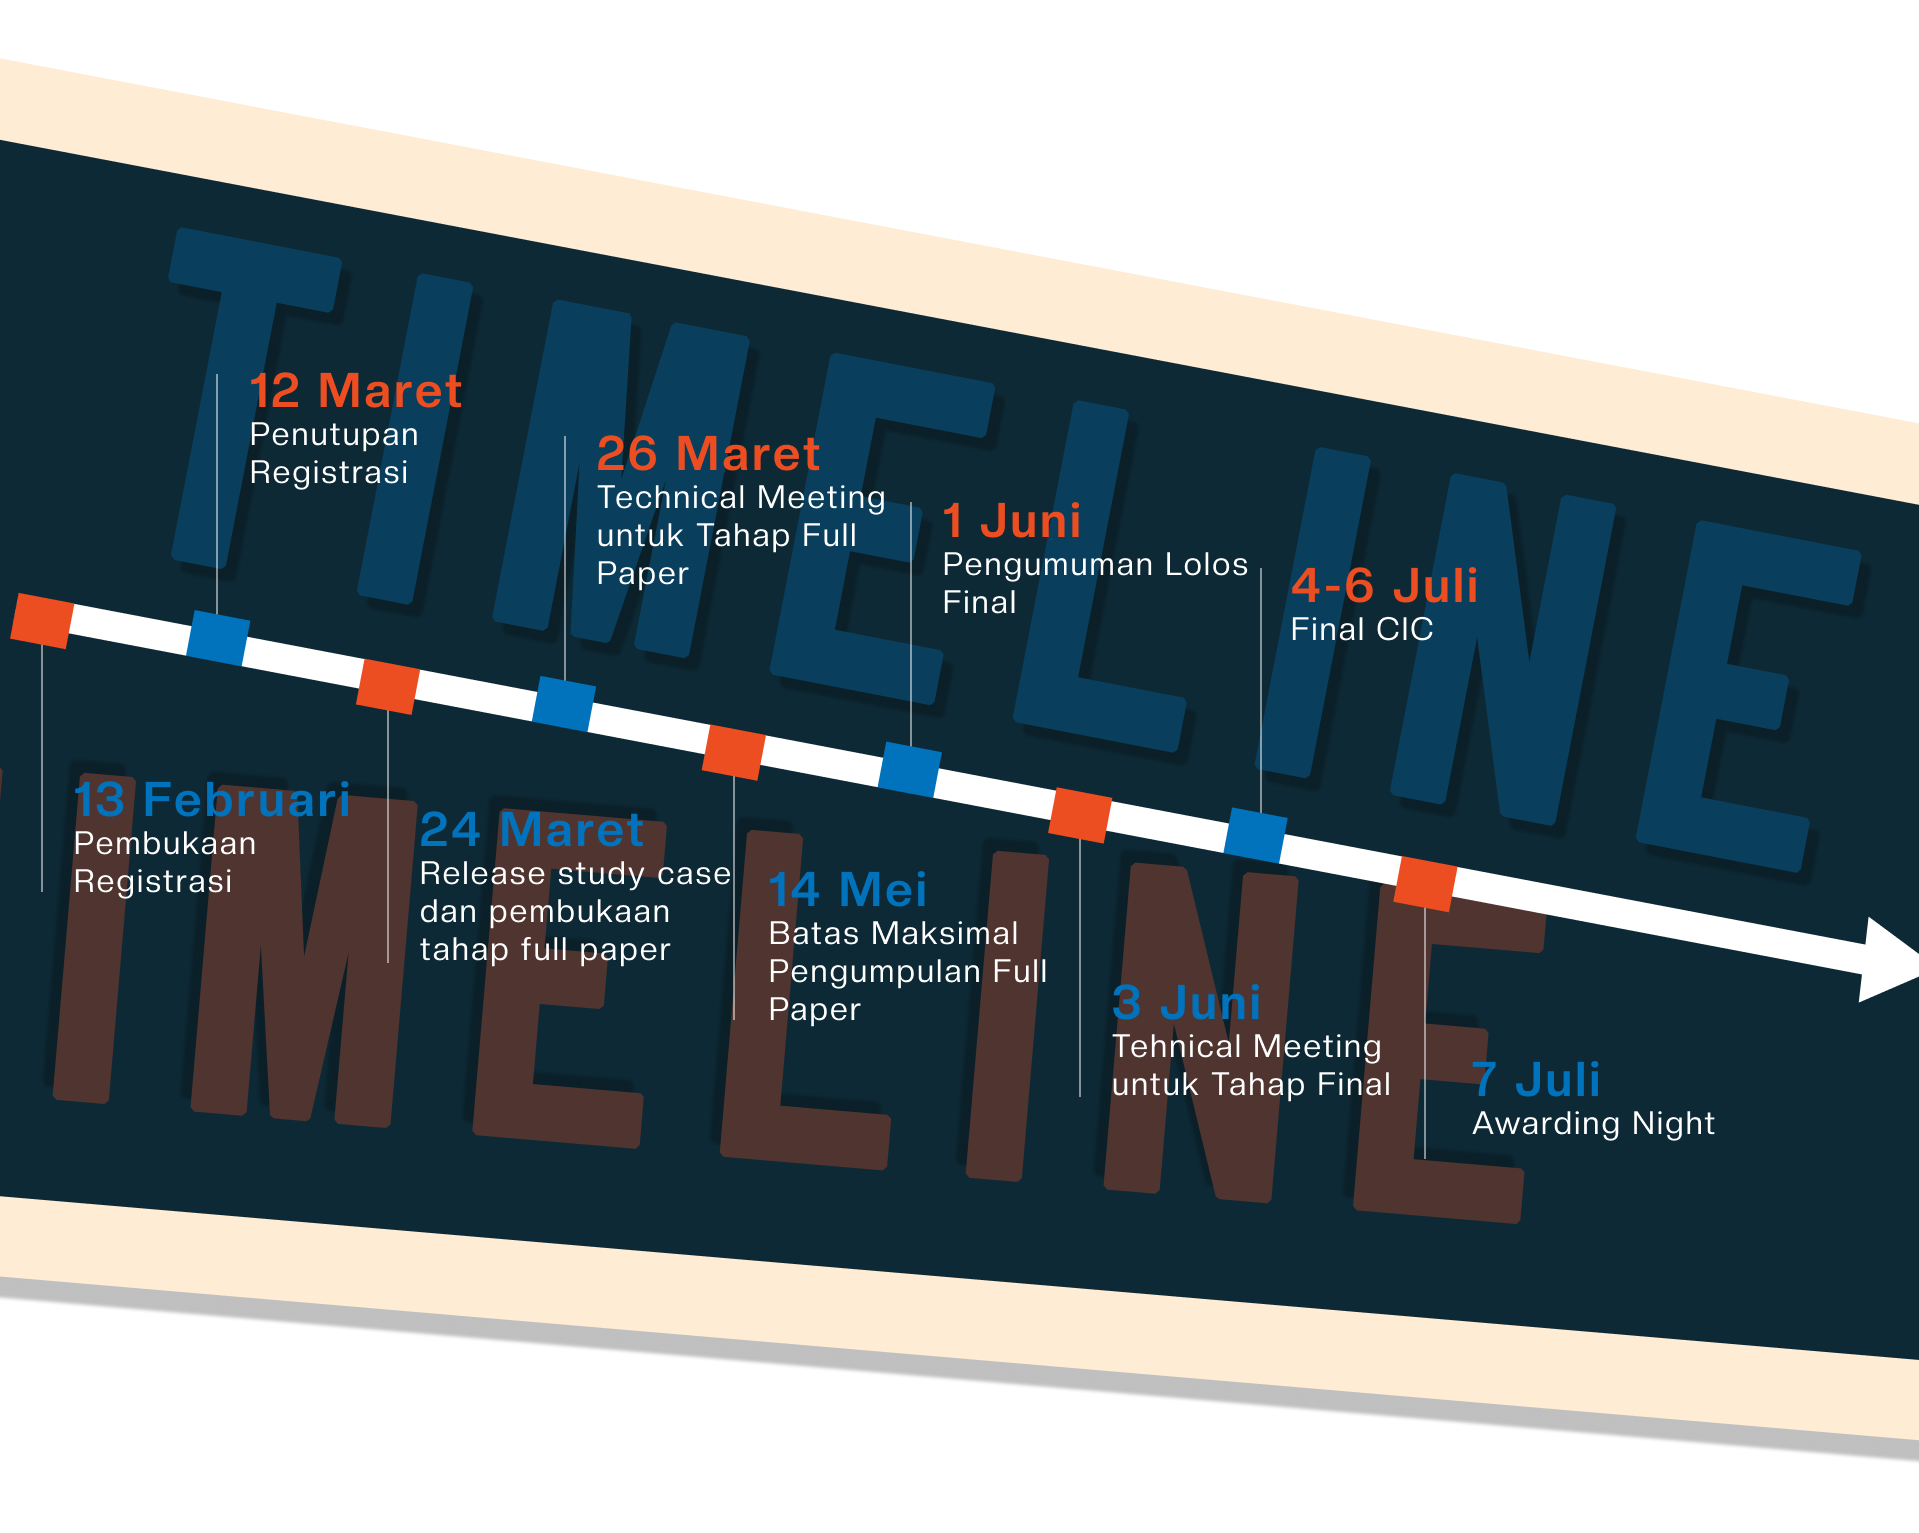 TIMELINE
12 Maret
Penutupan
Registrasi
26 Maret
Technical Meeting
untuk Tahap Full
Paper
1 Juni
Pengumuman Lolos
Final
4-6 Juli
Final CIC
13 Februari
Pembukaan
Registrasi
24 Maret
Release study case
dan pembukaan
tahap full paper
14 Mei
Batas Maksimal
Pengumpulan Full
Paper
3 Juni
Tehnical Meeting
untuk Tahap Final
7 Juli
Awarding Night
IMELINE